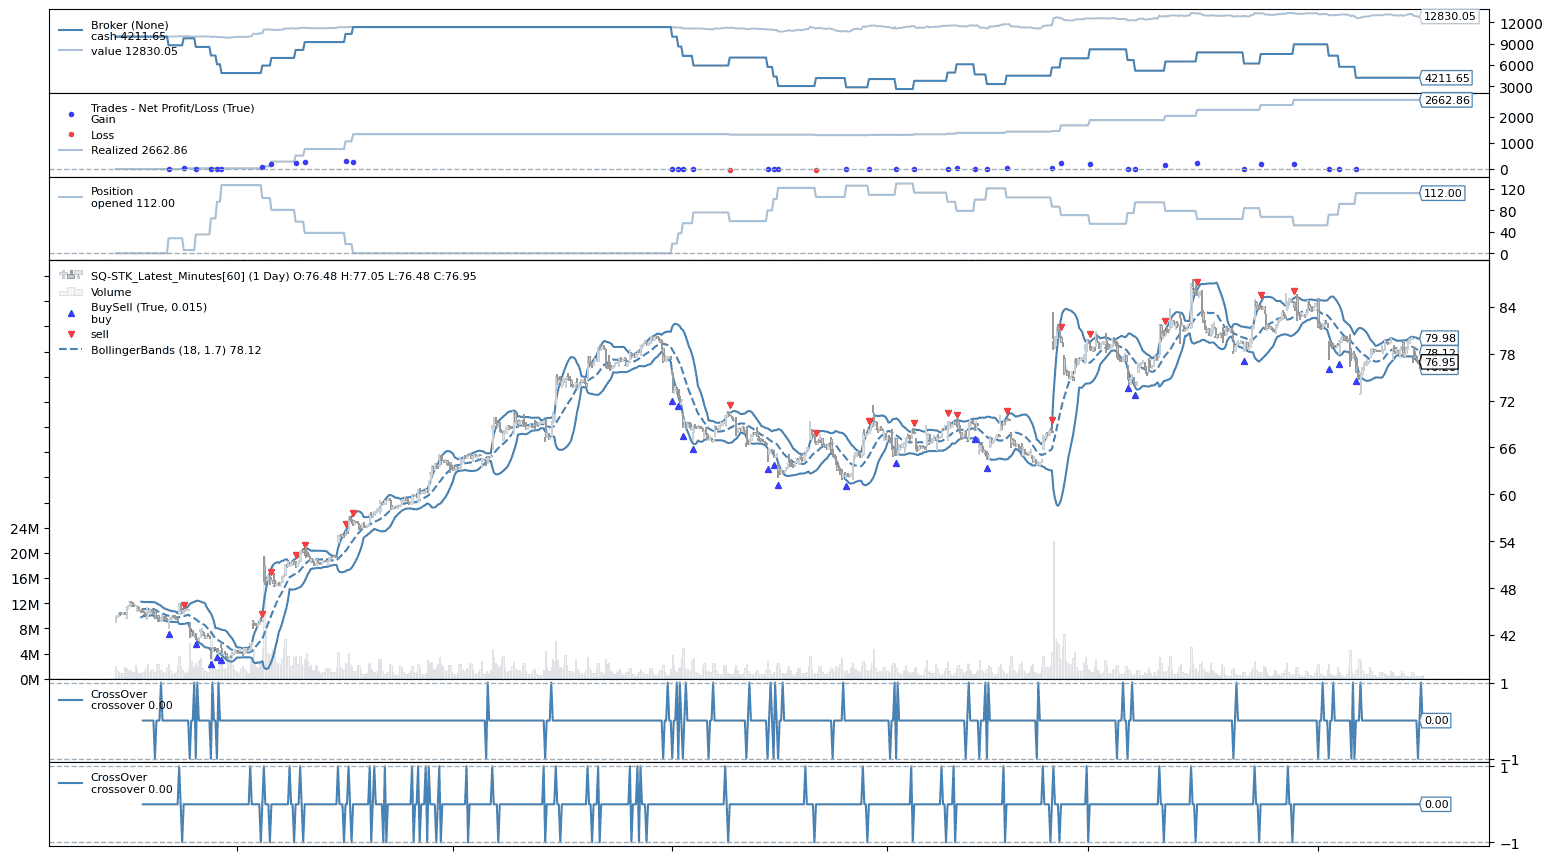 Broker (None)
cash 4211.65
value 12830.05
12830.05
12000
9000
6000
4211.65
3000
Trades - Net Profit/Loss (True)
Gain
Loss
Realized 2662.86
2662.86
2000
1000
0
Position
opened 112.00
120
112.00
80
40
0
SQ-STK_Latest_Minutes[60] (1 Day) O:76.48 H:77.05 L:76.48 C:76.95
Volume
BuySell (True, 0.015)
buy
sell
BollingerBands (18, 1.7) 78.12
84
79.98
78
78.12
76.95
72
66
60
54
48
42
24M
20M
16M
12M
8M
4M
0M
CrossOver
crossover 0.00
1
0.00
−1
CrossOver
crossover 0.00
1
0.00
−1